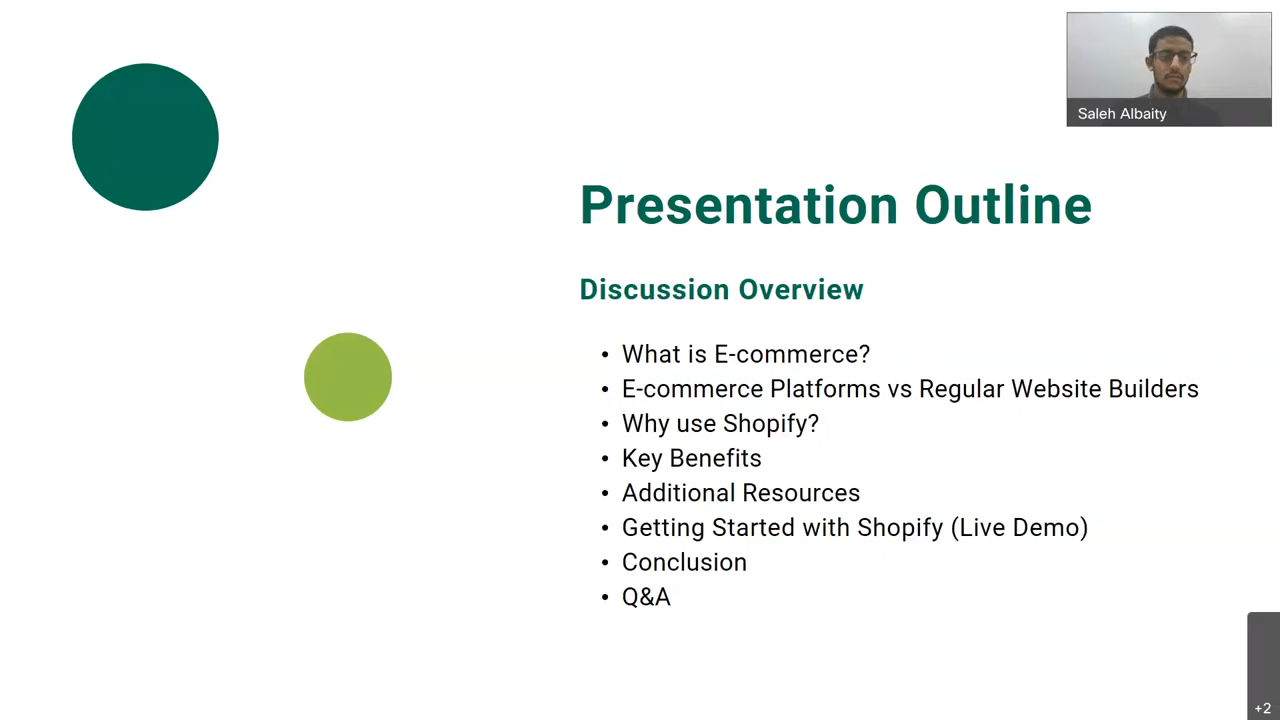 Saleh Albaity
Presentation Outline
Discussion Overview
• What is E-commerce?
• E-commerce Platforms vs Regular Website Builders
• Why use Shopify?
• Key Benefits
• Additional Resources
• Getting Started with Shopify (Live Demo)
• Conclusion
• Q&A
+2